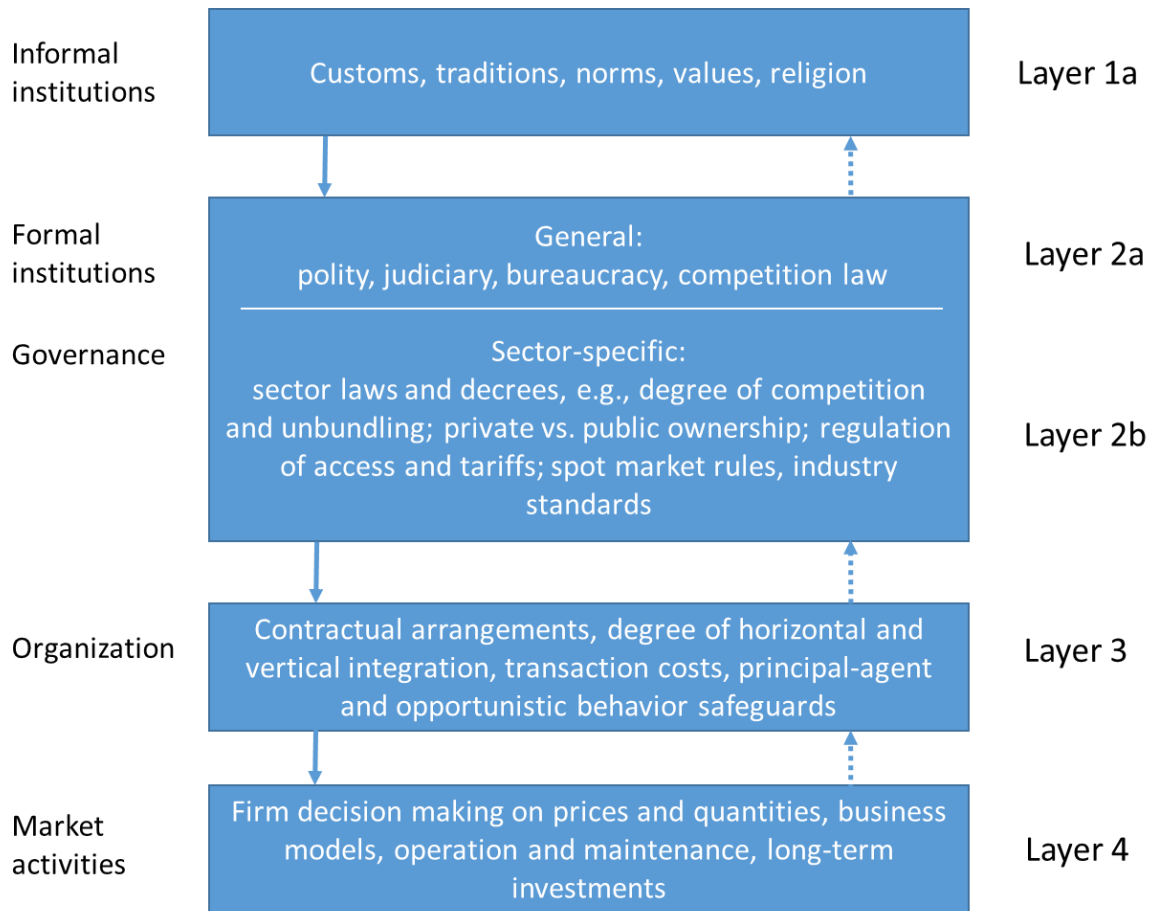 Informal
institutions
Customs, traditions, norms, values, religion
Layer 1a
Formal
institutions
General:
polity, judiciary, bureaucracy, competition law
Layer 2a
Governance
Sector-specific:
sector laws and decrees, e.g., degree of competition
and unbundling; private vs. public ownership; regulation
of access and tariffs; spot market rules, industry
standards
Layer 2b
Organization
Contractual arrangements, degree of horizontal and
vertical integration, transaction costs, principal-agent
and opportunistic behavior safeguards
Layer 3
Market
activities
Firm decision making on prices and quantities, business
models, operation and maintenance, long-term
investments
Layer 4